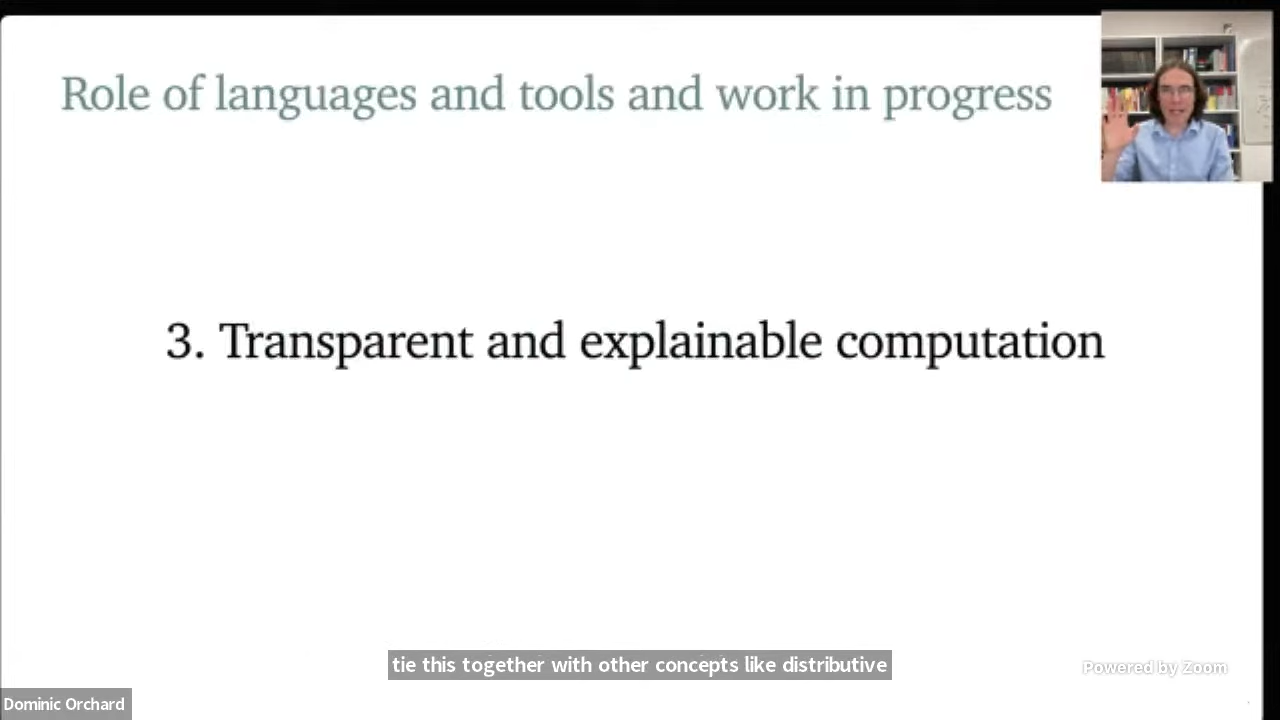 Role of languages and tools and work in progress
3. Transparent and explainable computation
tie this together with other concepts like distributive
Powered by Zoom
Dominic Orchard